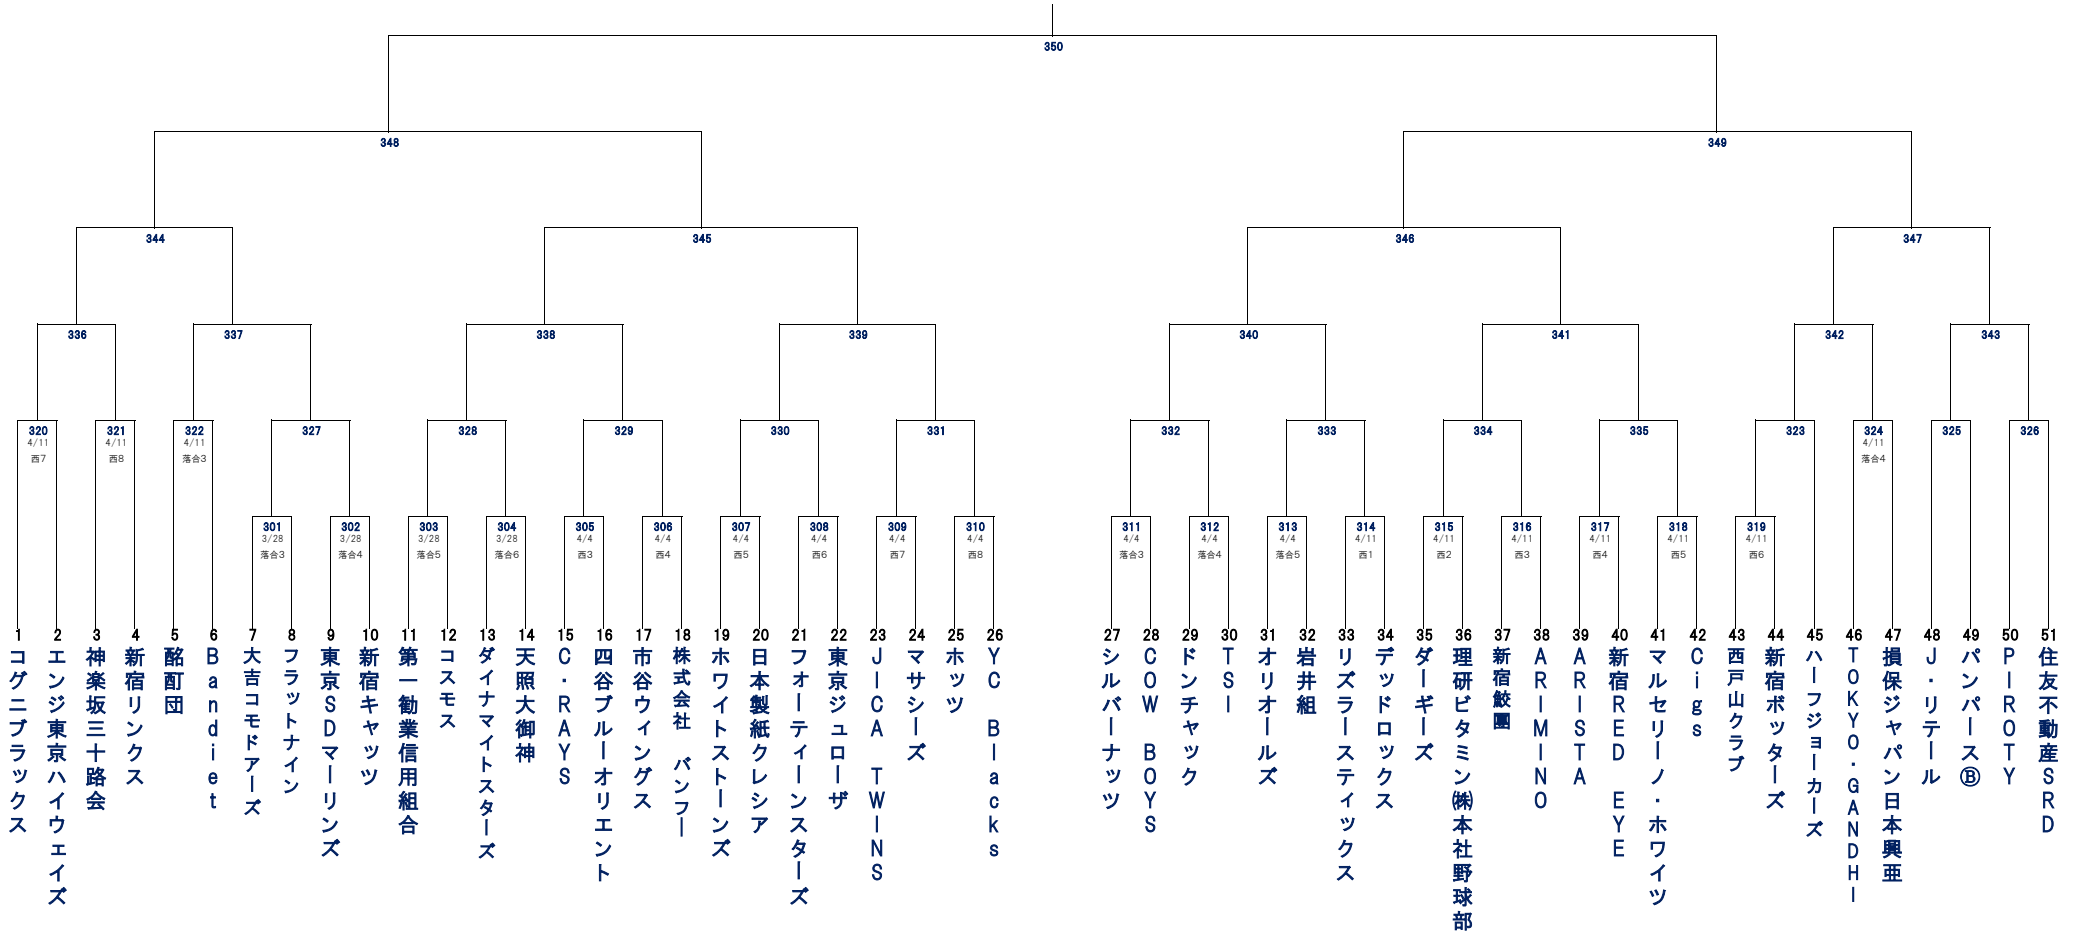 350
348
349
344
345
346
347
336
337
338
339
340
341
342
343
320
4/11
西7
321
4/11
西8
322
4/11
落合3
327
328
329
330
331
332
333
334
335
323
324
4/11
落合4
325
326
301
3/28
落合3
302
3/28
落合4
303
3/28
落合5
304
3/28
落合6
305
4/4
西3
306
4/4
西4
307
4/4
西5
308
4/4
西6
309
4/4
西7
310
4/4
西8
311
4/4
落合3
312
4/4
落合4
313
4/4
落合5
314
4/11
西1
315
4/11
西2
316
4/11
西3
317
4/11
西4
318
4/11
西5
319
4/11
西6
1
コグニブラックス
2
エンジ東京ハイウェイズ
3
神楽坂三十路会
4
新宿リンクス
5
酩酊団
6
Bandiet
7
大吉コモドアーズ
8
フラットナイン
9
東京SDマーリンズ
10
新宿キャッツ
11
第一勧業信用組合
12
コスモス
13
ダイナマイトスターズ
14
天照大御神
15
C・RAYS
16
四谷ブルーオリエント
17
市谷ウィングス
18
株式会社 バンフー
19
ホワイトストーンズ
20
日本製紙クレシア
21
フォーティーンスターズ
22
東京ジュローザ
23
JICA TWINS
24
マサシーズ
25
ホッツ
26
YC Blacks
27
シルバーナッツ
28
COW BOYS
29
ドンチャック
30
TSI
31
オリオールズ
32
岩井組
33
リズラースティックス
34
デッドロックス
35
ダーギーズ
36
理研ビタミン㈱本社野球部
37
新宿鮫團
38
ARIMINO
39
ARISTA
40
新宿RED EYE
41
マルセリーノ・ホワイツ
42
Cigs
43
西戸山クラブ
44
新宿ボッターズ
45
ハーフジョーカーズ
46
TOKYO・GANDHI
47
損保ジャパン日本興亜
48
J・リテール
49
パンパースⒷ
50
PIROTY
51
住友不動産SRD